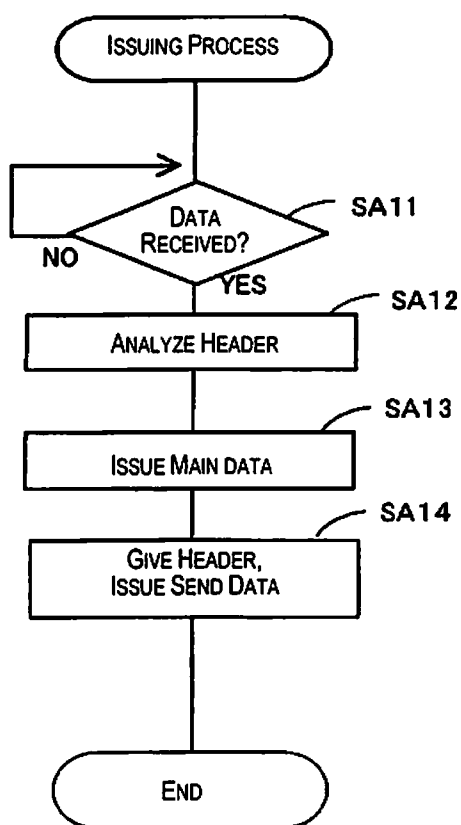 ISSUING PROCESS
DATA
RECEIVED?
SA11
NO
YES
SA12
ANALYZE HEADER
SA13
ISSUE MAIN DATA
SA14
GIVE HEADER,
ISSUE SEND DATA
END